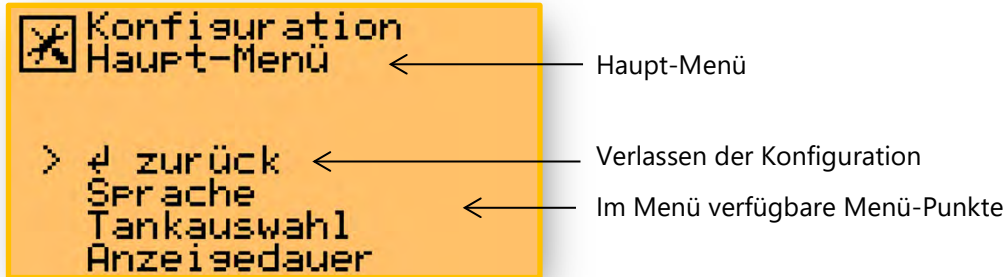 Konfiguration
Haupt-Menü
Haupt-Menü
> ↲ zurück
Verlassen der Konfiguration
Sprache
Im Menü verfügbare Menü-Punkte
Tankauswahl
Anzeigedauer